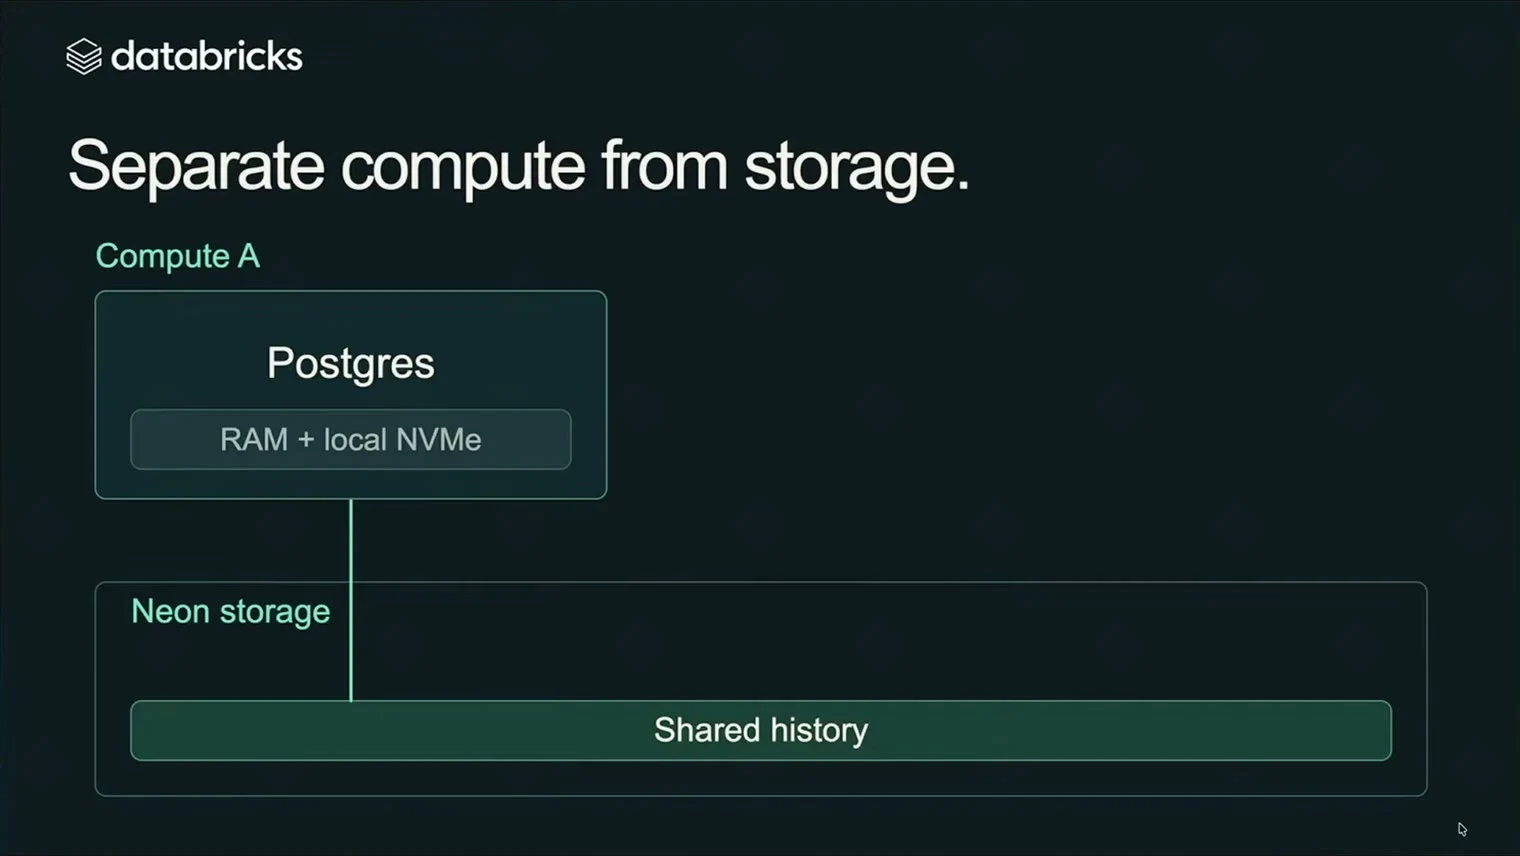 databricks
Separate compute from storage.
Compute A
Postgres
RAM + local NVMe
Neon storage
Shared history